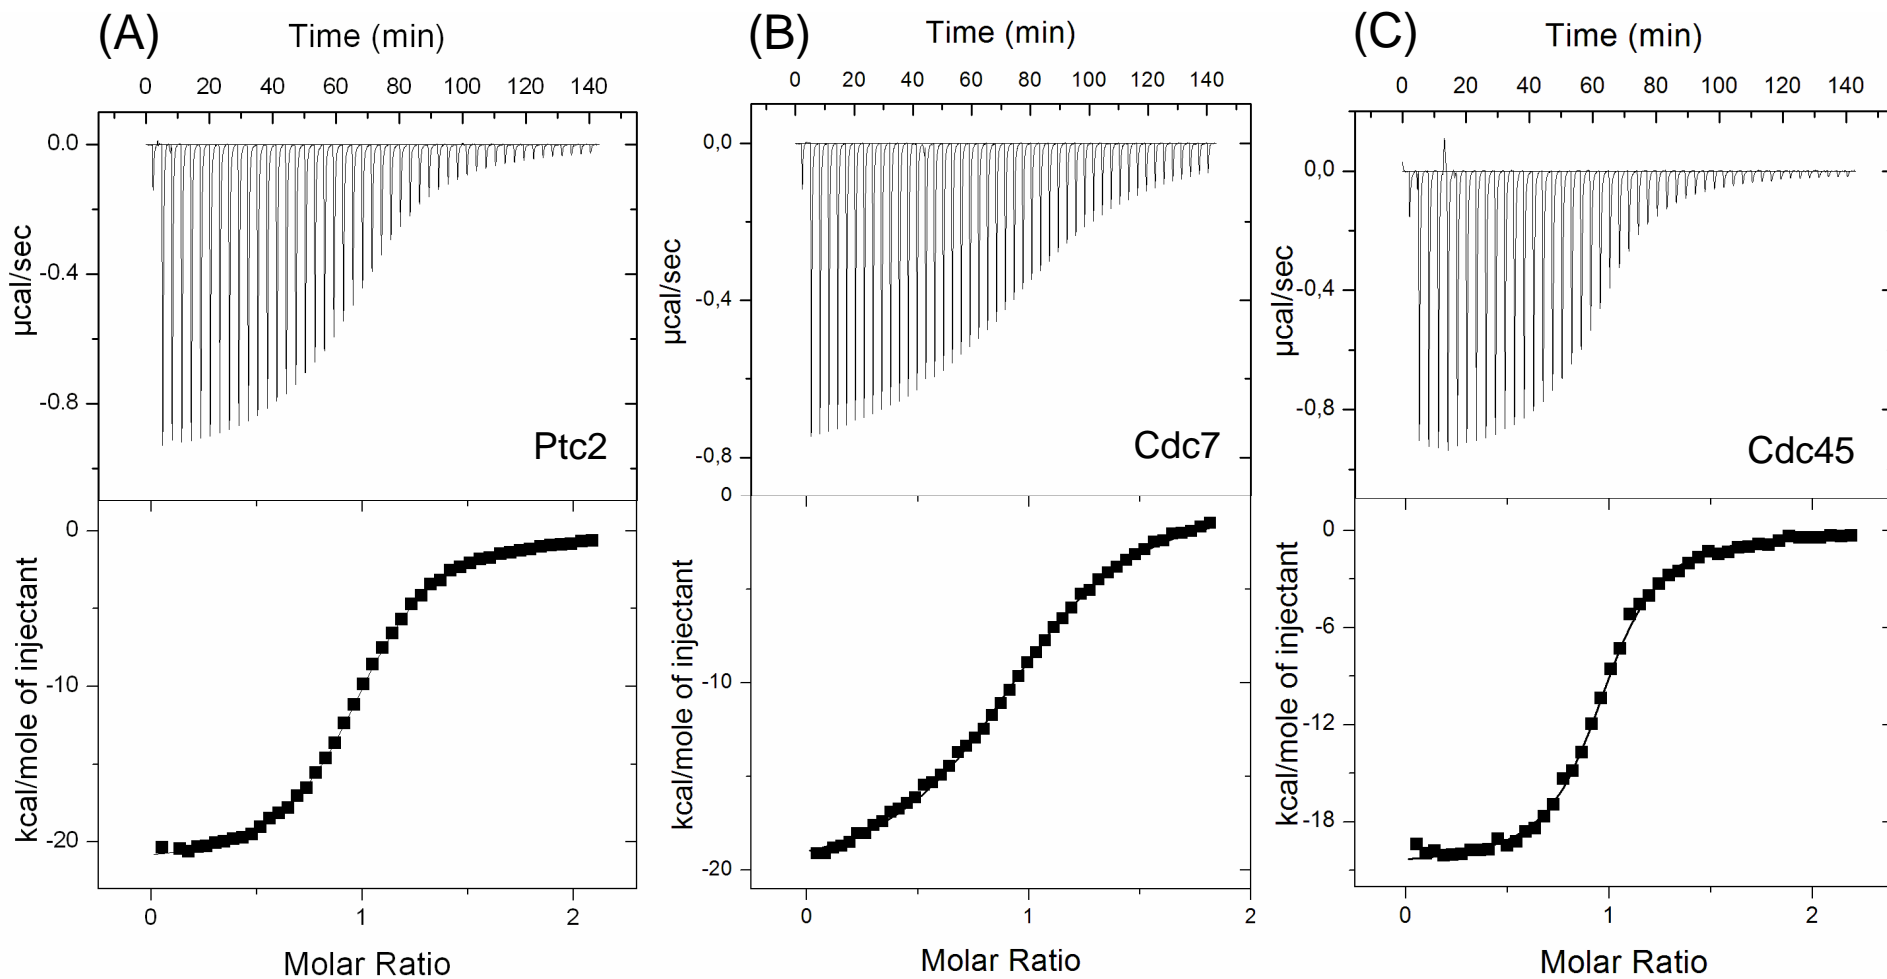 (A)
Time (min)
0 20 40 60 80 100 120 140
0.0
-0.4
-0.8
µcal/sec
Ptc2
0
-10
-20
kcal/mole of injectant
0 1 2
Molar Ratio
(B)
Time (min)
0 20 40 60 80 100 120 140
0,0
-0,4
-0,8
µcal/sec
Cdc7
0
-10
-20
kcal/mole of injectant
0 1 2
Molar Ratio
(C)
Time (min)
0 20 40 60 80 100 120 140
0,0
-0,4
-0,8
µcal/sec
Cdc45
0
-6
-12
-18
kcal/mole of injectant
0 1 2
Molar Ratio